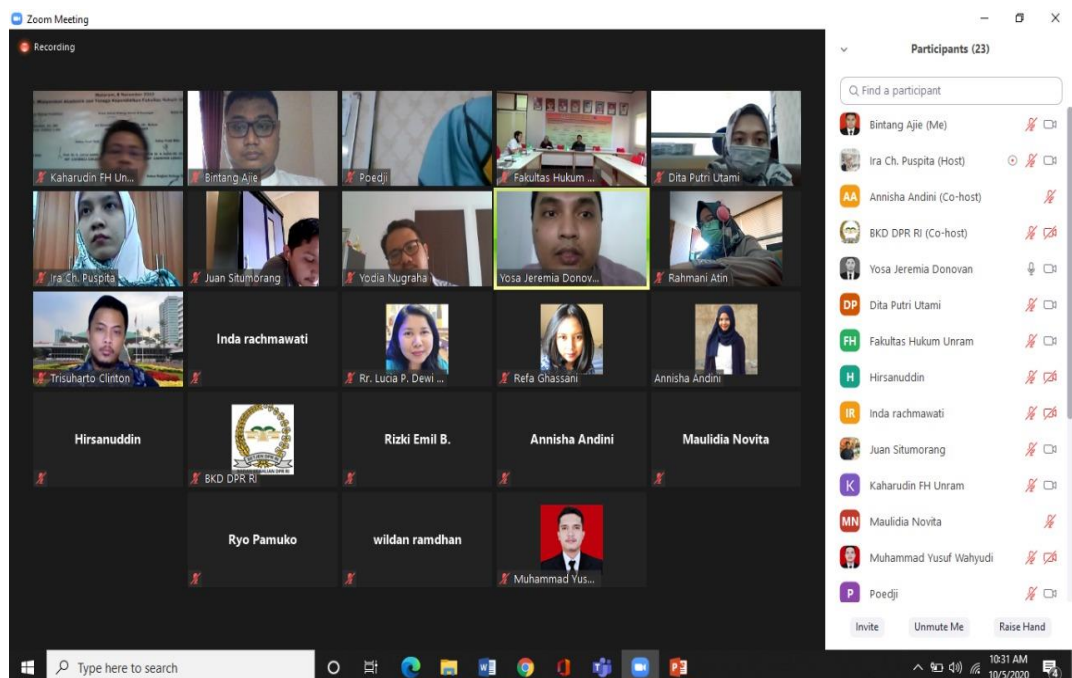 Zoom Meeting
Recording
Kaharudin FH Un...
Bintang Ajie
Poedji
Fakultas Hukum ...
Dita Putri Utami
Ira Ch. Puspita
Juan Situmorang
Yodia Nugraha
Yosa Jeremia Donov...
Rahmani Atin
Trisuharto Clinton
Inda rachmawati
Rr. Lucia P. Dewi ...
Refa Ghassani
Annisha Andini
Hirsanuddin
BKD DPR RI
Rizki Emil B.
Annisha Andini
Maulidia Novita
Ryo Pamuko
wildan ramdhan
Muhammad Yus...
Participants (23)
Find a participant
Bintang Ajie (Me)
Ira Ch. Puspita (Host)
AA Annisha Andini (Co-host)
BKD DPR RI (Co-host)
Yosa Jeremia Donovan
DP Dita Putri Utami
FH Fakultas Hukum Unram
H Hirsanuddin
IR Inda rachmawati
Juan Situmorang
K Kaharudin FH Unram
MN Maulidia Novita
Muhammad Yusuf Wahyudi
P Poedji
Invite Unmute Me Raise Hand
Type here to search
10:31 AM
10/5/2020